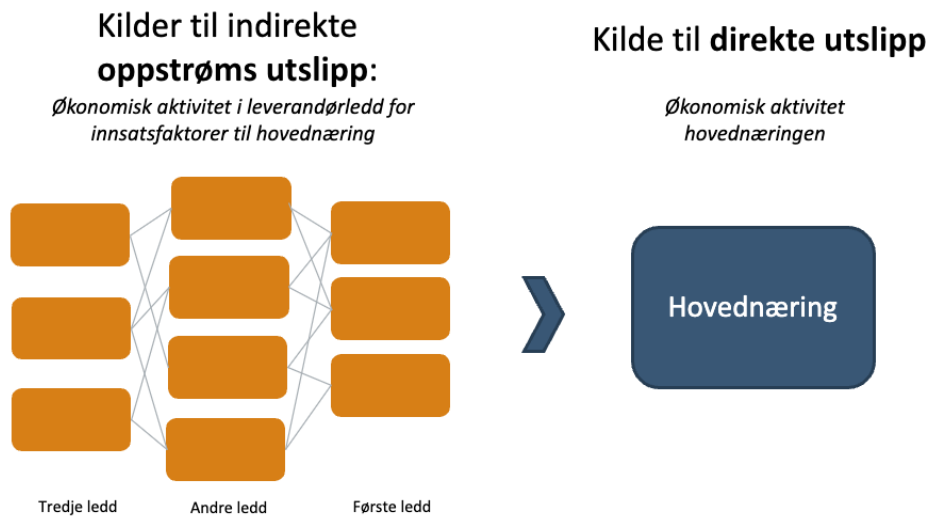 Kilder til indirekte
oppstrøms utslipp:
Økonomisk aktivitet i leverandørledd for
innsatsfaktorer til hovednæring
Kilde til direkte utslipp
Økonomisk aktivitet
hovednæringen
Hovednæring
Tredje ledd
Andre ledd
Første ledd